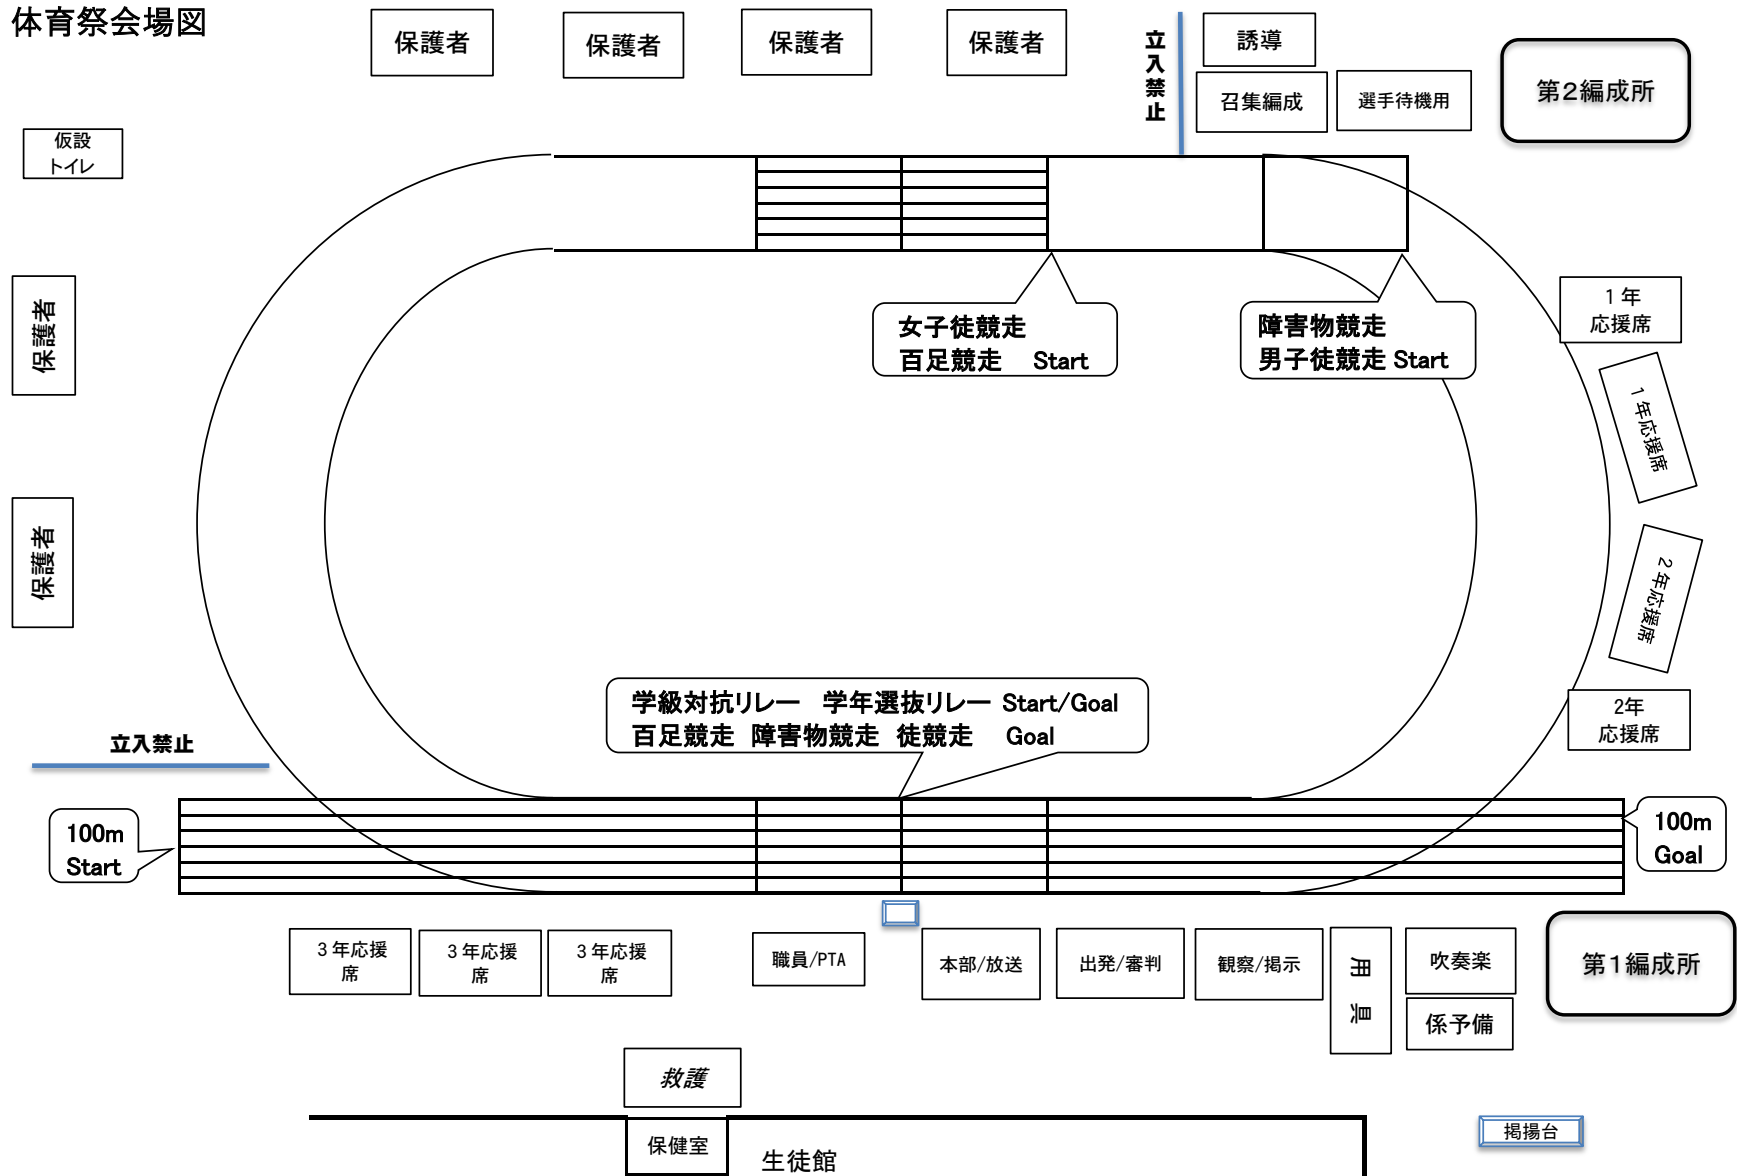 体育祭会場図
保護者
保護者
保護者
保護者
立入禁止
誘導
召集編成
選手待機用
第2編成所
仮設
トイレ
保護者
保護者
女子徒競走
百足競走 Start
障害物競走
男子徒競走 Start
1年
応援席
1年応援席
2年応援席
2年
応援席
学級対抗リレー 学年選抜リレー Start/Goal
百足競走 障害物競走 徒競走 Goal
立入禁止
100m
Start
100m
Goal
3年応援
席
3年応援
席
3年応援
席
職員/PTA
本部/放送
出発/審判
観察/掲示
用具
吹奏楽
係予備
第1編成所
救護
保健室
生徒館
掲揚台